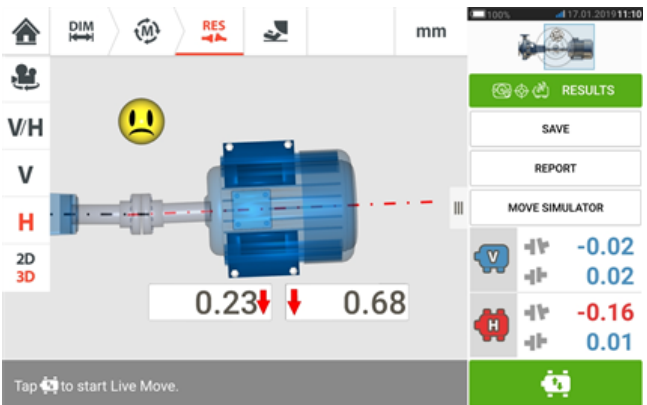 100% 17.01.2019 11:10
DIM
M
RES
mm
V/H
V
H
2D
3D
0.23 0.68
Tap to start Live Move.
RESULTS
SAVE
REPORT
MOVE SIMULATOR
V -0.02
0.02
H -0.16
0.01